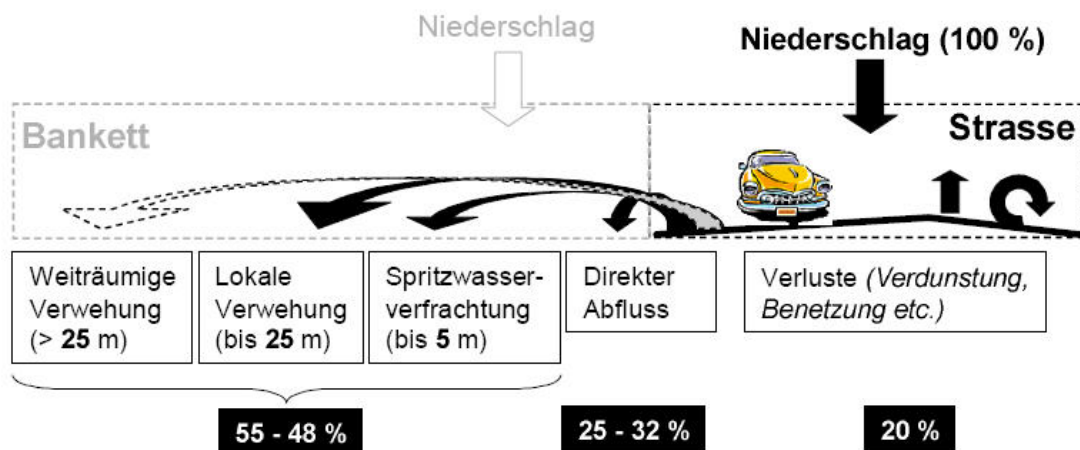 Niederschlag
Niederschlag (100 %)
Bankett
Strasse
Weiträumige
Verwehung
(> 25 m)
Lokale
Verwehung
(bis 25 m)
Spritzwasser-
verfrachtung
(bis 5 m)
Direkter
Abfluss
Verluste (Verdunstung,
Benetzung etc.)
55 - 48 %
25 - 32 %
20 %